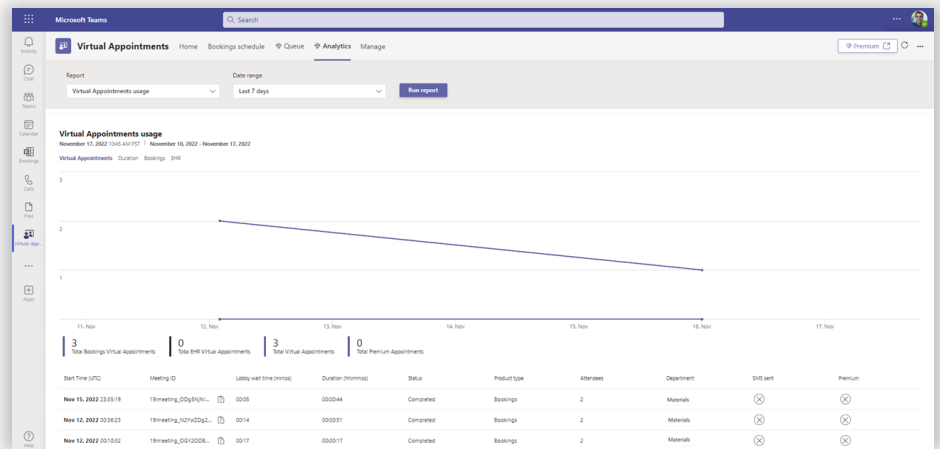 Microsoft Teams
Search
Activity
Chat
Teams
Calendar
Bookings
Calls
Files
Virtual App...
Apps
Help
Virtual Appointments Home Bookings schedule Queue Analytics Manage
Premium
Report
Virtual Appointments usage
Date range
Last 7 days
Run report
Virtual Appointments usage
November 17, 2022 10:45 AM PST | November 10, 2022 - November 17, 2022
Virtual Appointments Duration Bookings EHR
3
2
1
11. Nov 12. Nov 13. Nov 14. Nov 15. Nov 16. Nov 17. Nov
3 0 3 0
Total Bookings Virtual Appointments Total EHR Virtual Appointments Total Virtual Appointments Total Premium Appointments
Start Time (UTC) Meeting ID Lobby wait time (mmss) Duration (hhmmss) Status Product type Attendees Department SMS sent Premium
Nov 15, 2022 23:35:19 00:05 00:00:44 Completed Bookings 2 Materials
Nov 12, 2022 00:36:23 00:14 00:00:51 Completed Bookings 2 Materials
Nov 12, 2022 00:10:32 00:17 00:00:17 Completed Bookings 2 Materials